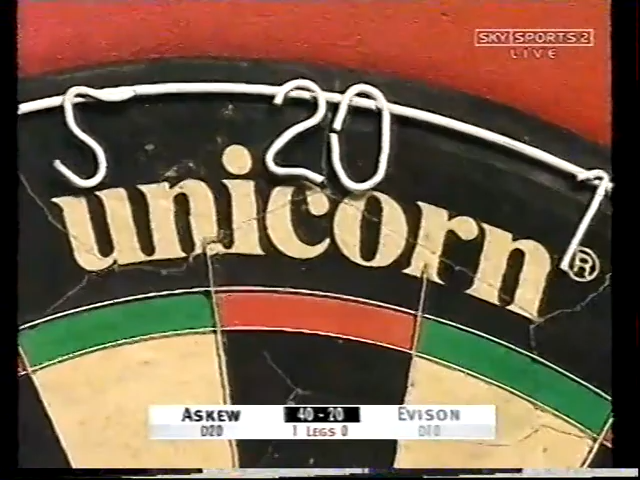 SKY SPORTS 2
LIVE
5 20 1
unicorn®
ASKEW 40 - 20 EVISON
D20 1 LEGS 0 D10